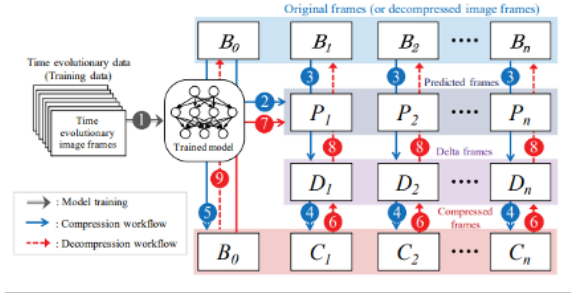 Original frames (or decompressed image frames)
B0 B1 B2 •••• Bn
Time evolutionary data
(Training data)
3 3 3
Predicted frames
Time
evolutionary
image frames
1
2
7
P1 P2 •••• Pn
Trained model
8 8 8
Delta frames
9
D1 D2 •••• Dn
: Model training
: Compression workflow
: Decompression workflow
5
4 6 4 6 4 6
Compressed
frames
B0 C1 C2 •••• Cn